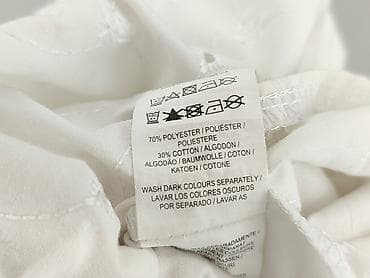 70% POLYESTER / POLIÉSTER /
POLIESTERE
30% COTTON / ALGODÓN /
ALGODÃO / BAUMWOLLE / COTON /
KATOEN / COTONE
WASH DARK COLOURS SEPARATELY /
LAVAR LOS COLORES OSCUROS
POR SEPARADO / LAVAR AS